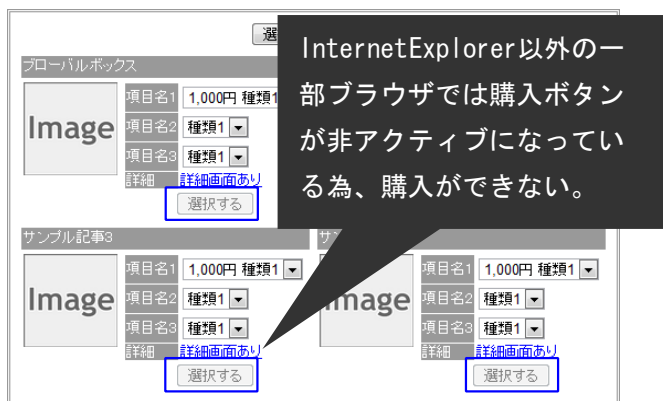 選
InternetExplorer以外の一
部ブラウザでは購入ボタン
が非アクティブになってい
る為、購入ができない。
ブローバルボックス
Image
項目名1 1,000円 種類1
項目名2 種類1
項目名3 種類1
詳細 詳細画面あり
選択する
サンプル記事3
サ
Image
項目名1 1,000円 種類1
項目名2 種類1
項目名3 種類1
詳細 詳細画面あり
選択する
Image
項目名1 1,000円 種類1
項目名2 種類1
項目名3 種類1
詳細 詳細画面あり
選択する